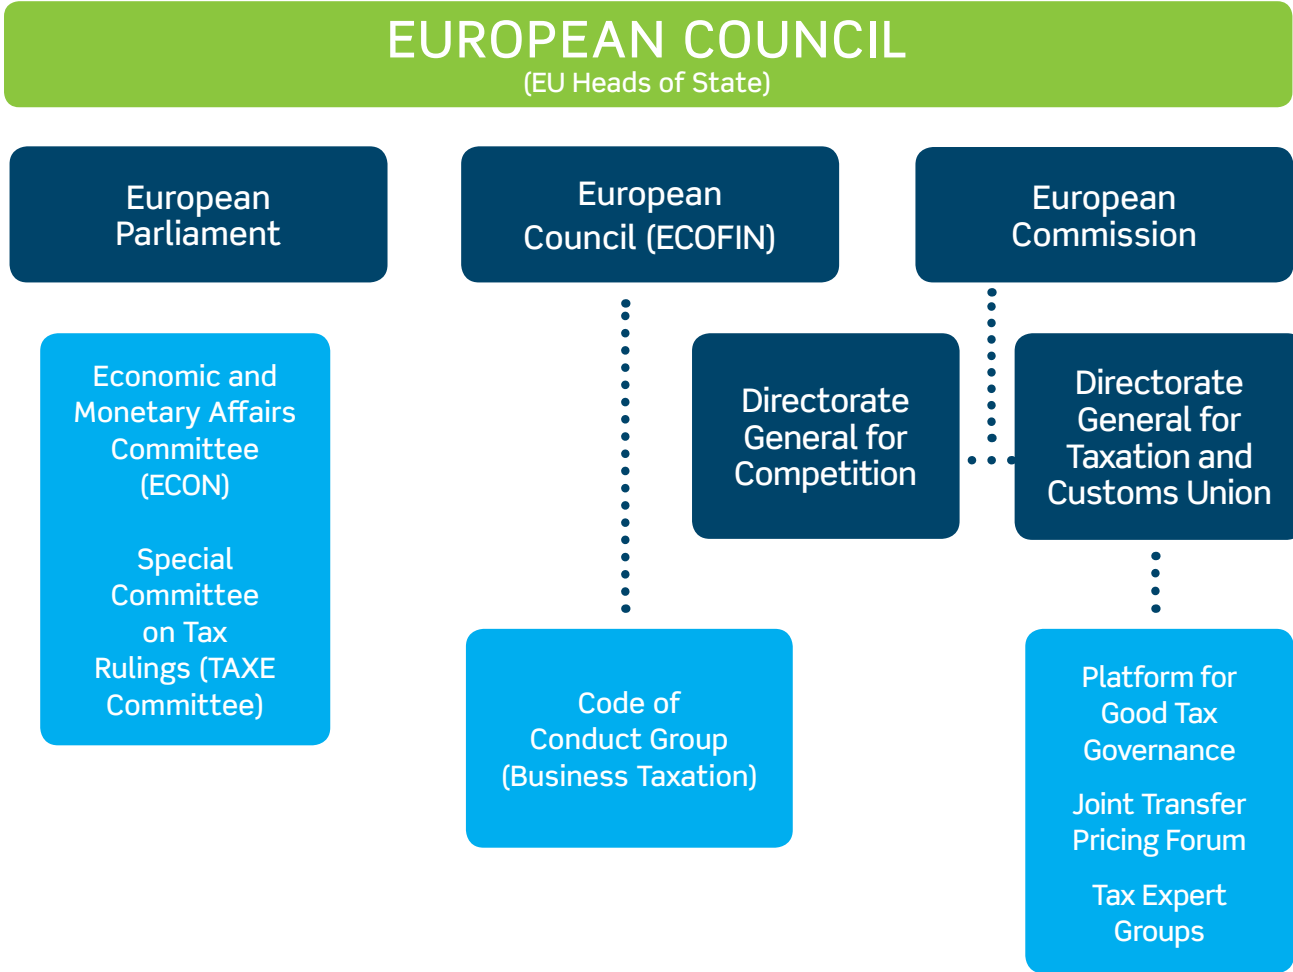 EUROPEAN COUNCIL
(EU Heads of State)
European
Parliament
European
Council (ECOFIN)
European
Commission
Economic and
Monetary Affairs
Committee
(ECON)
Special
Committee
on Tax
Rulings (TAXE
Committee)
Directorate
General for
Competition
Directorate
General for
Taxation and
Customs Union
Code of
Conduct Group
(Business Taxation)
Platform for
Good Tax
Governance
Joint Transfer
Pricing Forum
Tax Expert
Groups